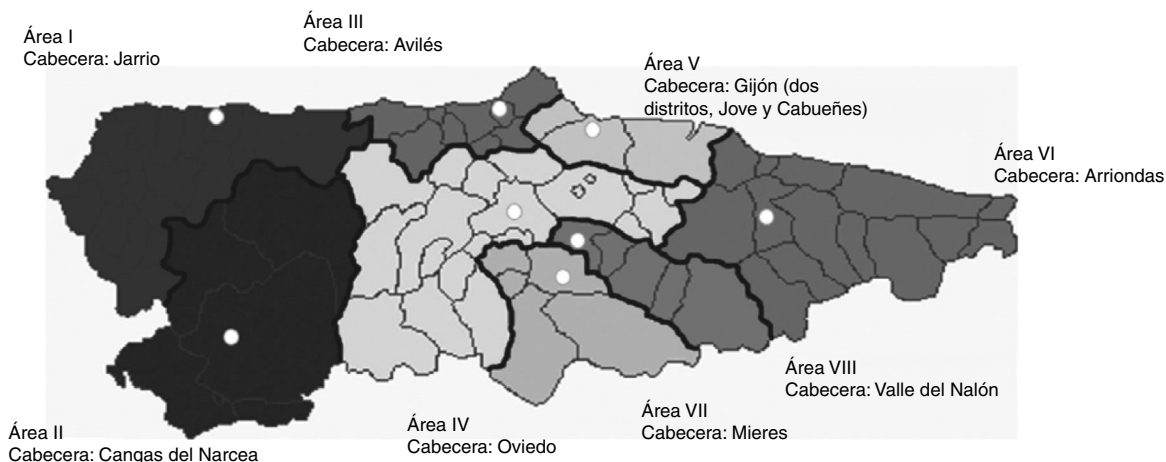 Área I
Cabecera: Jarrio
Área III
Cabecera: Avilés
Área V
Cabecera: Gijón (dos
distritos, Jove y Cabueñes)
Área VI
Cabecera: Arriondas
Área VIII
Cabecera: Valle del Nalón
Área VII
Cabecera: Mieres
Área IV
Cabecera: Oviedo
Área II
Cabecera: Cangas del Narcea